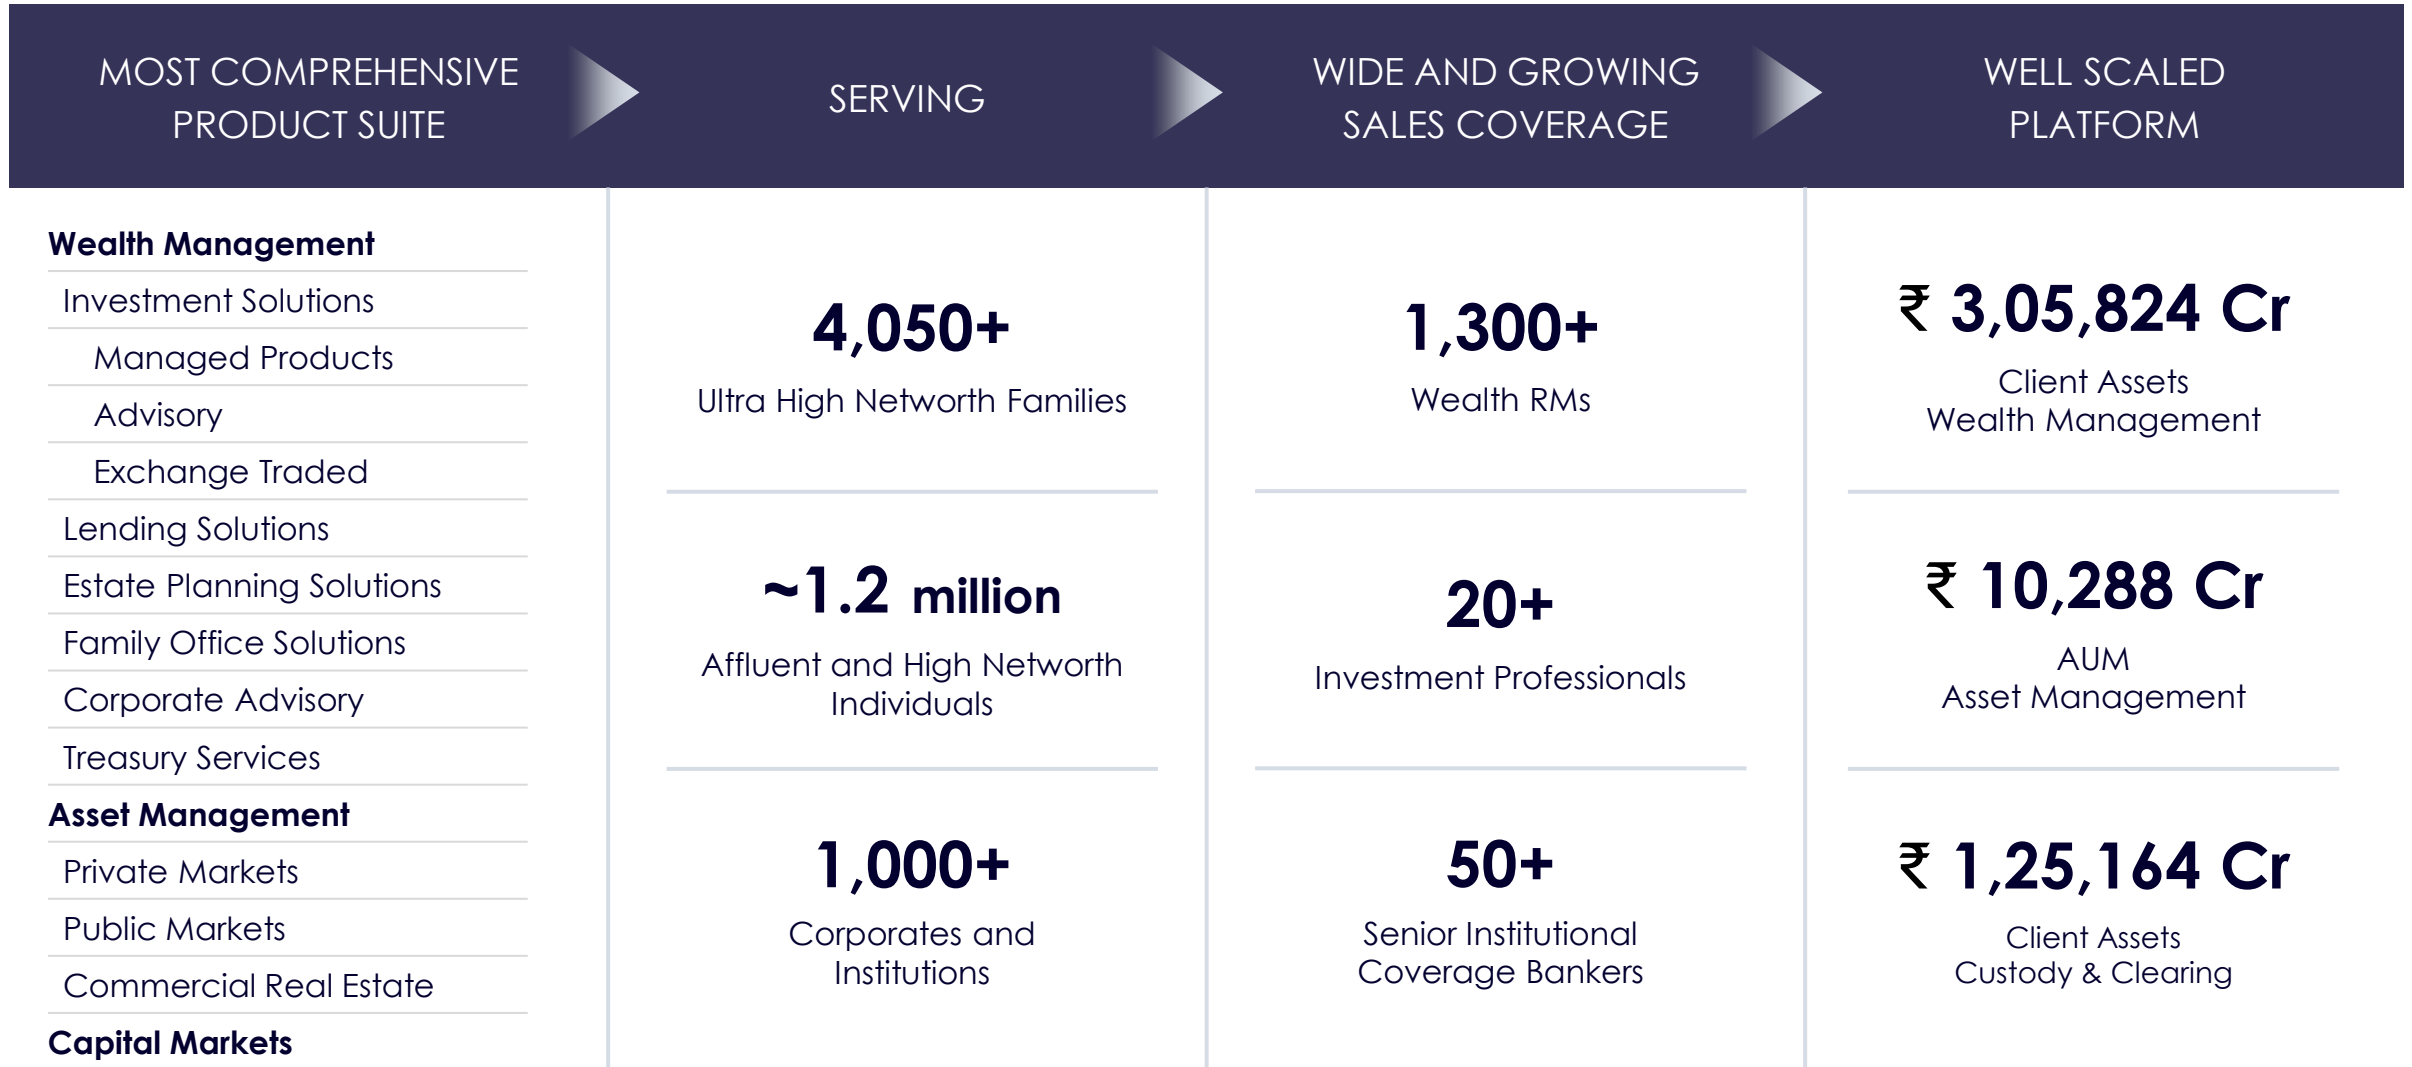 MOST COMPREHENSIVE
PRODUCT SUITE
SERVING
WIDE AND GROWING
SALES COVERAGE
WELL SCALED
PLATFORM
Wealth Management
Investment Solutions
Managed Products
Advisory
Exchange Traded
Lending Solutions
Estate Planning Solutions
Family Office Solutions
Corporate Advisory
Treasury Services
Asset Management
Private Markets
Public Markets
Commercial Real Estate
Capital Markets
4,050+
Ultra High Networth Families
~1.2 million
Affluent and High Networth
Individuals
1,000+
Corporates and
Institutions
1,300+
Wealth RMs
20+
Investment Professionals
50+
Senior Institutional
Coverage Bankers
₹ 3,05,824 Cr
Client Assets
Wealth Management
₹ 10,288 Cr
AUM
Asset Management
₹ 1,25,164 Cr
Client Assets
Custody & Clearing